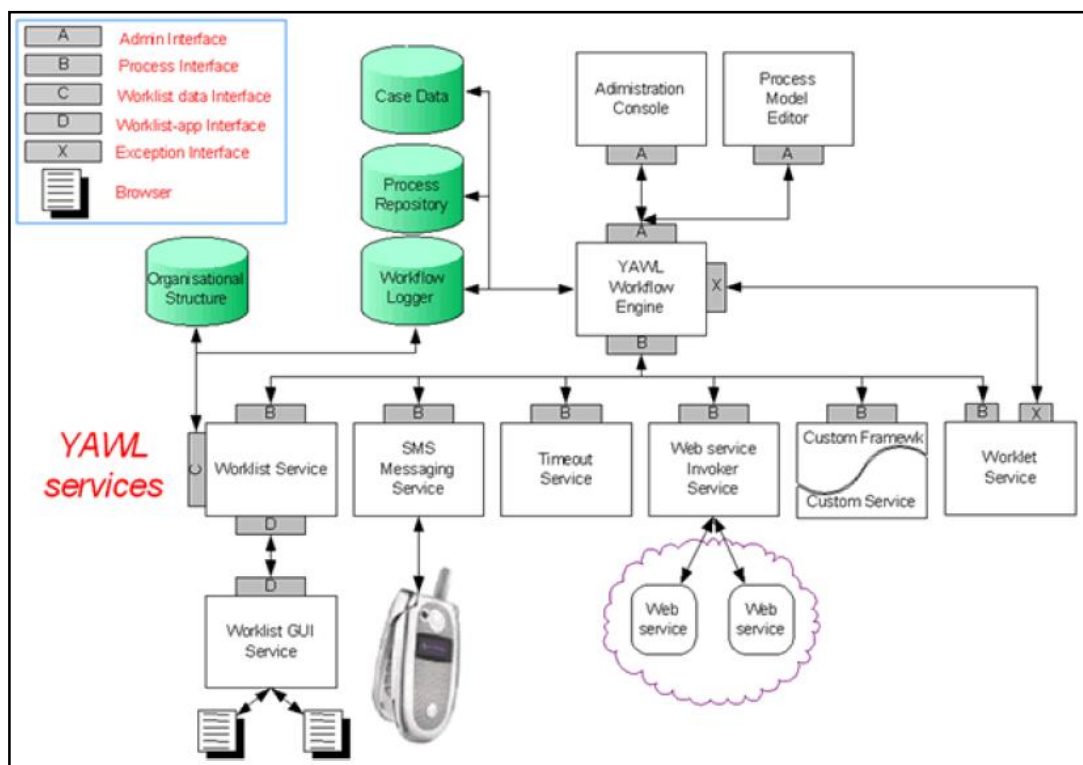 A Admin Interface
B Process Interface
C Worklist data Interface
D Worklist-app Interface
X Exception Interface
Browser
Case Data
Process
Repository
Workflow
Logger
Organisational
Structure
Adimistration
Console
A
Process
Model
Editor
A
A
YAWL
Workflow
Engine
X
B
YAWL
services
B
C
Worklist Service
D
B
SMS
Messaging
Service
B
Timeout
Service
B
Web service
Invoker
Service
B
Custom Framewk
Custom Service
B
X
Worklet
Service
D
Worklist GUI
Service
Web
service
Web
service